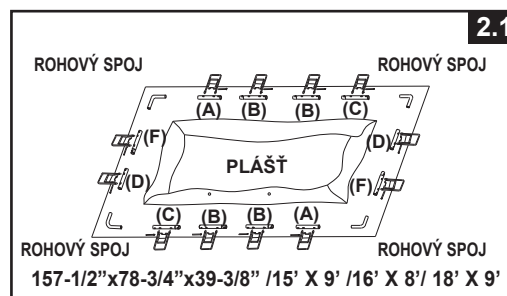 2.1
ROHOVÝ SPOJ ROHOVÝ SPOJ
(A) (B) (B) (C)
(F) (D)
PLÁŠŤ
(D) (F)
(C) (B) (B) (A)
ROHOVÝ SPOJ ROHOVÝ SPOJ
157-1/2”x78-3/4”x39-3/8” /15’ X 9’ /16’ X 8’/ 18’ X 9’